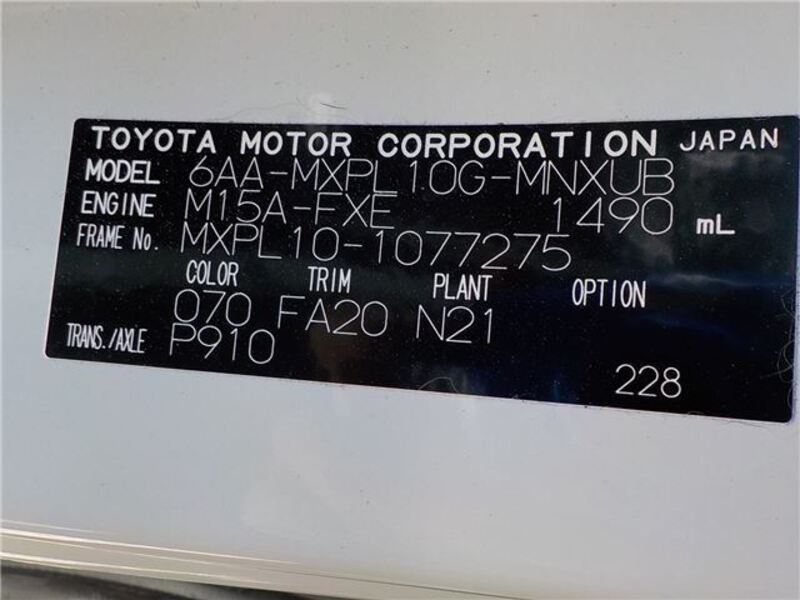 TOYOTA MOTOR CORPORATION JAPAN
MODEL 6AA-MXPL10G-MNXUB
ENGINE M15A-FXE 1490 mL
FRAME No. MXPL10-1077275
COLOR TRIM PLANT OPTION
070 FA20 N21
TRANS./AXLE P910
228